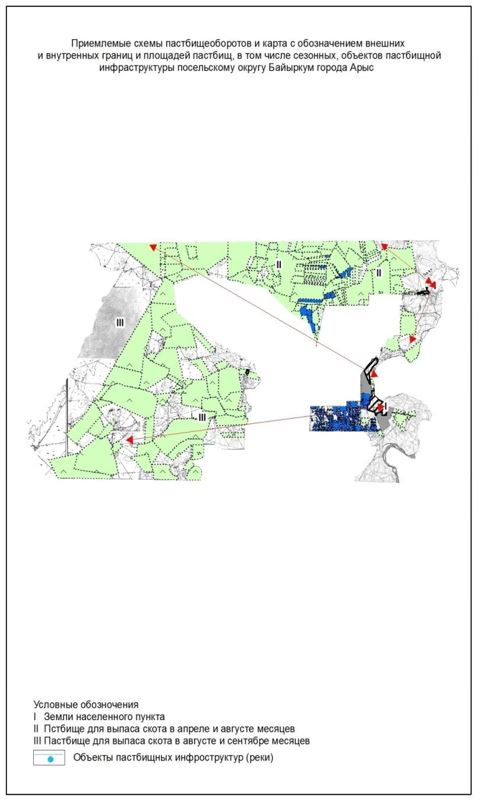 Приемлемые схемы пастбищеоборотов и карта с обозначением внешних
и внутренных границ и площадей пастбищ, в том числе сезонных, объектов пастбищной
инфраструктуры посельскому округу Байыркум города Арыс
II
II
III
III
Условные обозначения
I Земли населенного пункта
II Пстбище для выпаса скота в апреле и августе месяцев
III Пастбище для выпаса скота в августе и сентябре месяцев
Объекты пастбищных инфроструктур (реки)